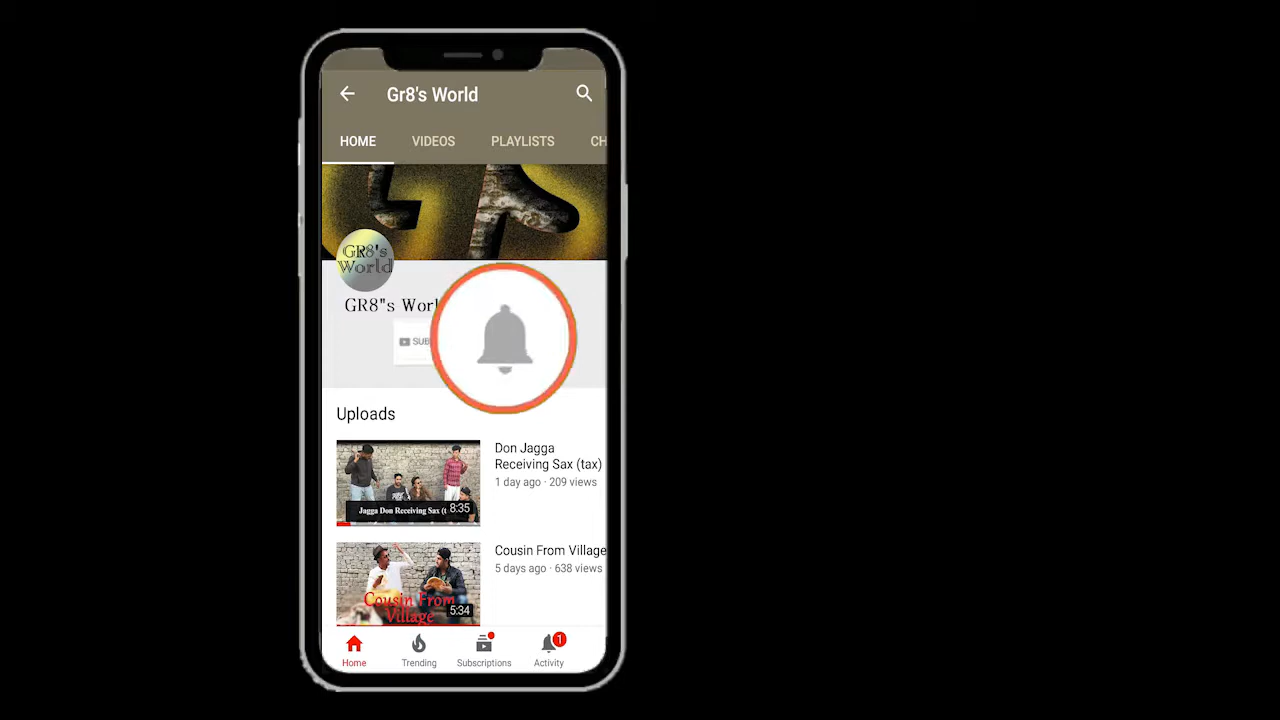 Gr8's World
HOME VIDEOS PLAYLISTS CH
GR8's
World
GR8"s Worl
SUB
Uploads
Don Jagga
Receiving Sax (tax)
1 day ago · 209 views
Jagga Don Receiving Sax (t
8:35
Cousin From Village
5 days ago · 638 views
Cousin From
Village
5:34
1
Home Trending Subscriptions Activity